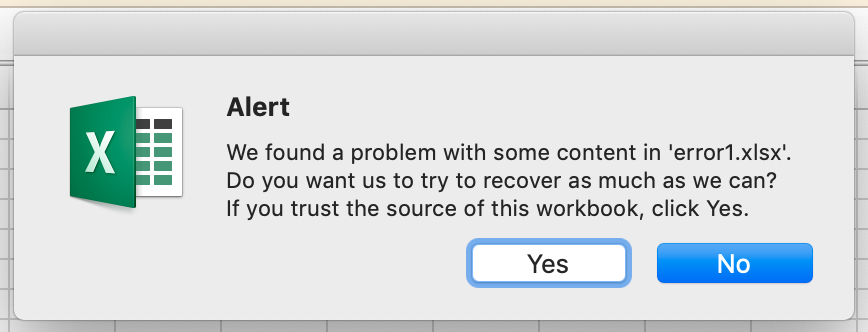 Alert
We found a problem with some content in 'error1.xlsx'.
Do you want us to try to recover as much as we can?
If you trust the source of this workbook, click Yes.
Yes No
X